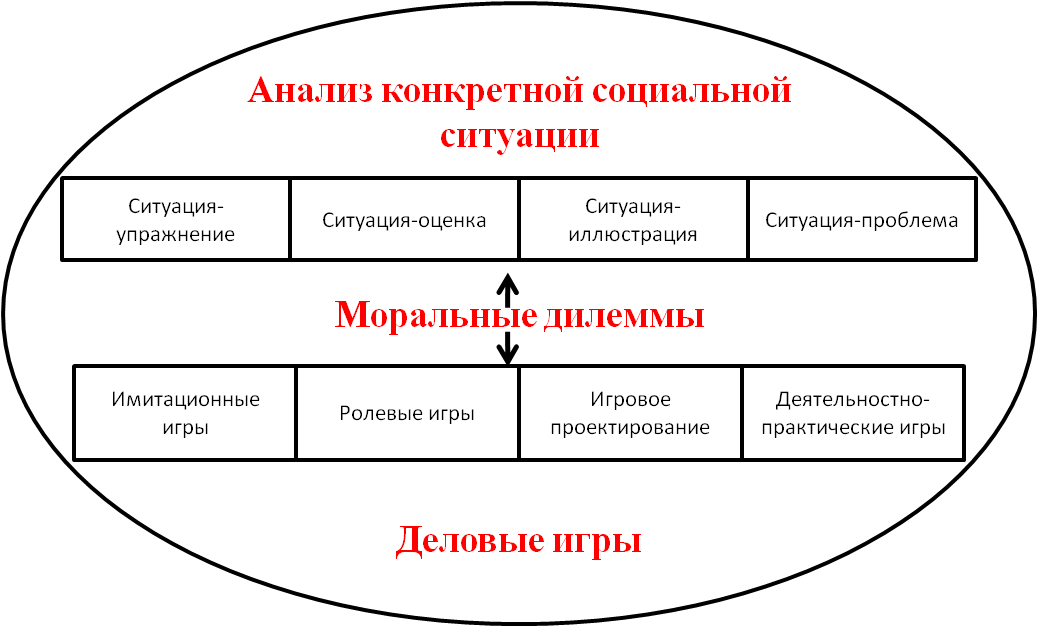 Анализ конкретной социальной
ситуации
Ситуация-
упражнение
Ситуация-оценка
Ситуация-
иллюстрация
Ситуация-проблема
Моральные дилеммы
Имитационные
игры
Ролевые игры
Игровое
проектирование
Деятельностно-
практические игры
Деловые игры